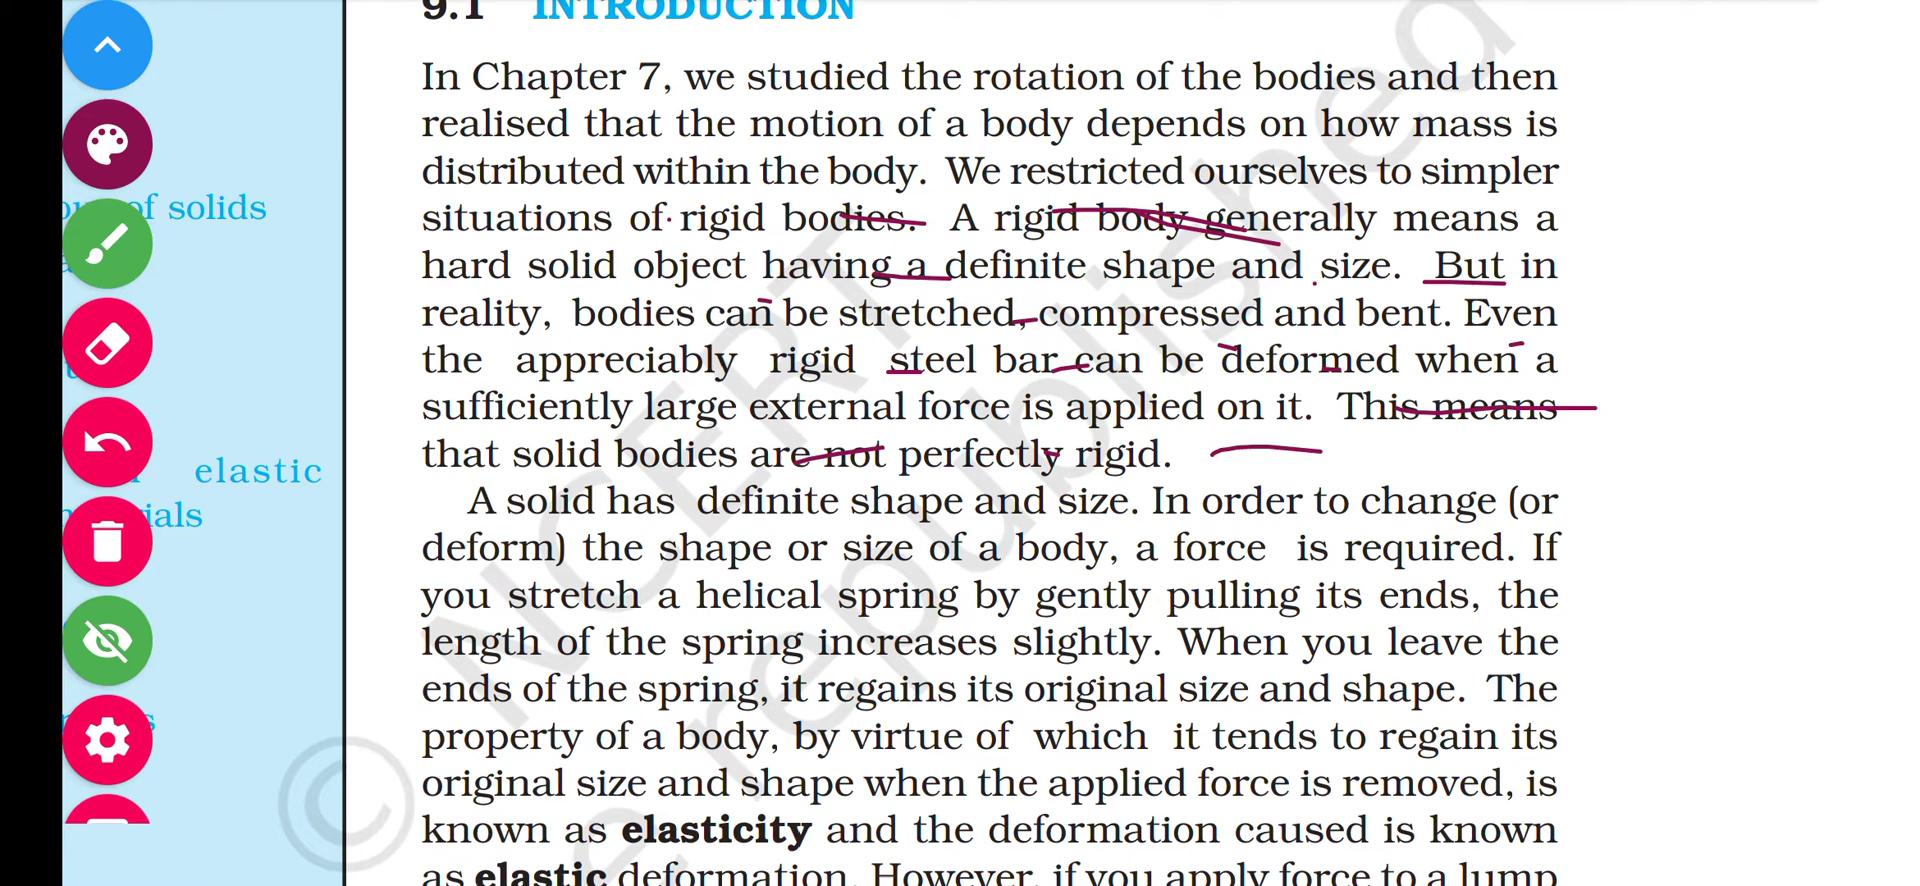 9.1 INTRODUCTION
In Chapter 7, we studied the rotation of the bodies and then
realised that the motion of a body depends on how mass is
distributed within the body. We restricted ourselves to simpler
situations of rigid bodies. A rigid body generally means a
hard solid object having a definite shape and size. But in
reality, bodies can be stretched, compressed and bent. Even
the appreciably rigid steel bar can be deformed when a
sufficiently large external force is applied on it. This means
that solid bodies are not perfectly rigid.
A solid has definite shape and size. In order to change (or
deform) the shape or size of a body, a force is required. If
you stretch a helical spring by gently pulling its ends, the
length of the spring increases slightly. When you leave the
ends of the spring, it regains its original size and shape. The
property of a body, by virtue of which it tends to regain its
original size and shape when the applied force is removed, is
known as elasticity and the deformation caused is known
as elastic deformation. However, if you apply force to a lump
of solids
elastic
© NCERT
republished